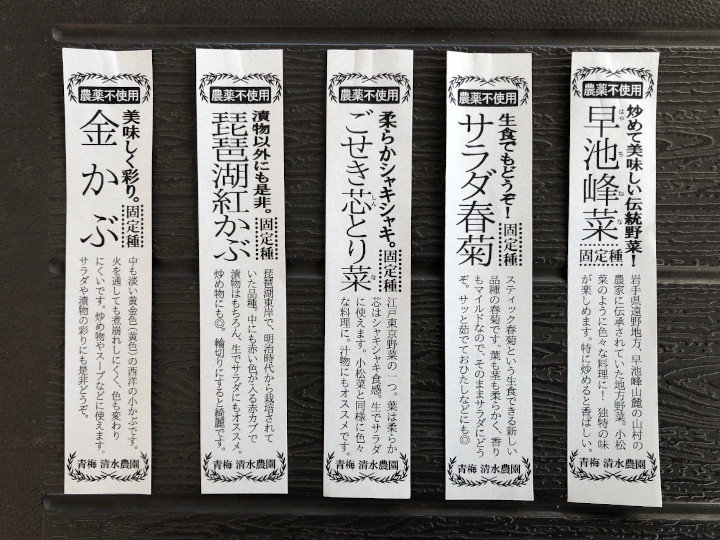 農薬不使用
炒めて美味しい伝統野菜！
早池峰菜
はやちねな
固定種
岩手県遠野地方、早池峰山麓の山村の
農家に伝承されていた地方野菜。小松
菜のように色々な料理に！ 独特の味
が楽しめます。特に炒めると香ばしい。
青梅 清水農園
農薬不使用
生食でもどうぞ！
サラダ春菊
固定種
スティック春菊という生食できる新しい
品種の春菊です。葉も茎も柔らかく、香り
もマイルドなので、そのままサラダにどう
ぞ。サッと茹でておひたしなどにも◎
青梅 清水農園
農薬不使用
柔らかシャキシャキ。
ごせき芯とり菜
しんな
固定種
江戸東京野菜の一つ。葉は柔らか
芯はシャキシャキ食感。生でサラダ
に使えます。小松菜と同様に色々
な料理に、汁物にもオススメです。
青梅 清水農園
農薬不使用
漬物以外にも是非。
琵琶湖紅かぶ
固定種
琵琶湖東岸で、明治時代から栽培されて
いた品種。中にも赤い色が入る赤カブで
漬物はもちろん、生でサラダにもオススメ。
炒め物にも◎。輪切りにすると綺麗です。
青梅 清水農園
農薬不使用
美味しく彩り。
金かぶ
固定種
中も淡い黄金色（黄色）の西洋の小かぶです。
火を通しても煮崩れしにくく、色も変わり
にくいです。炒め物やスープなどに使えます。
サラダや漬物の彩りにも是非どうぞ。
青梅 清水農園